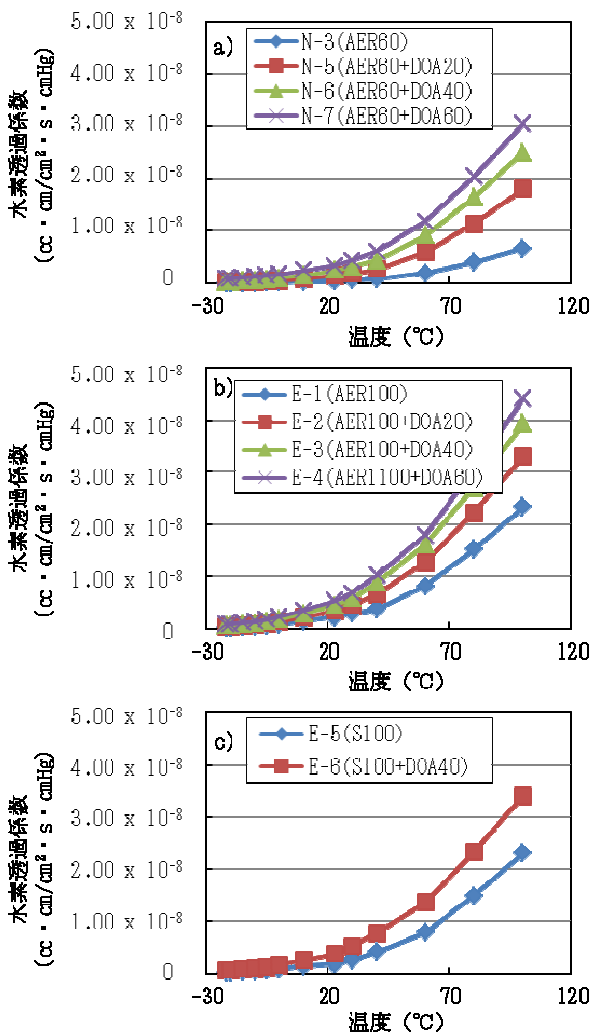 5.00 x 10⁻⁸
4.00 x 10⁻⁸
3.00 x 10⁻⁸
2.00 x 10⁻⁸
1.00 x 10⁻⁸
0
水素透過係数
(cc・cm/cm²・s・cmHg)
a)
N-3(AER60)
N-5(AER60+DOA20)
N-6(AER60+DOA40)
N-7(AER60+DOA60)
-30 20 70 120
温度 (℃)
5.00 x 10⁻⁸
4.00 x 10⁻⁸
3.00 x 10⁻⁸
2.00 x 10⁻⁸
1.00 x 10⁻⁸
0
水素透過係数
(cc・cm/cm²・s・cmHg)
b)
E-1(AER100)
E-2(AER100+DOA20)
E-3(AER100+DOA40)
E-4(AER1100+DOA60)
-30 20 70 120
温度 (℃)
5.00 x 10⁻⁸
4.00 x 10⁻⁸
3.00 x 10⁻⁸
2.00 x 10⁻⁸
1.00 x 10⁻⁸
0
水素透過係数
(cc・cm/cm²・s・cmHg)
c)
E-5(S100)
E-6(S100+DOA40)
-30 20 70 120
温度 (℃)